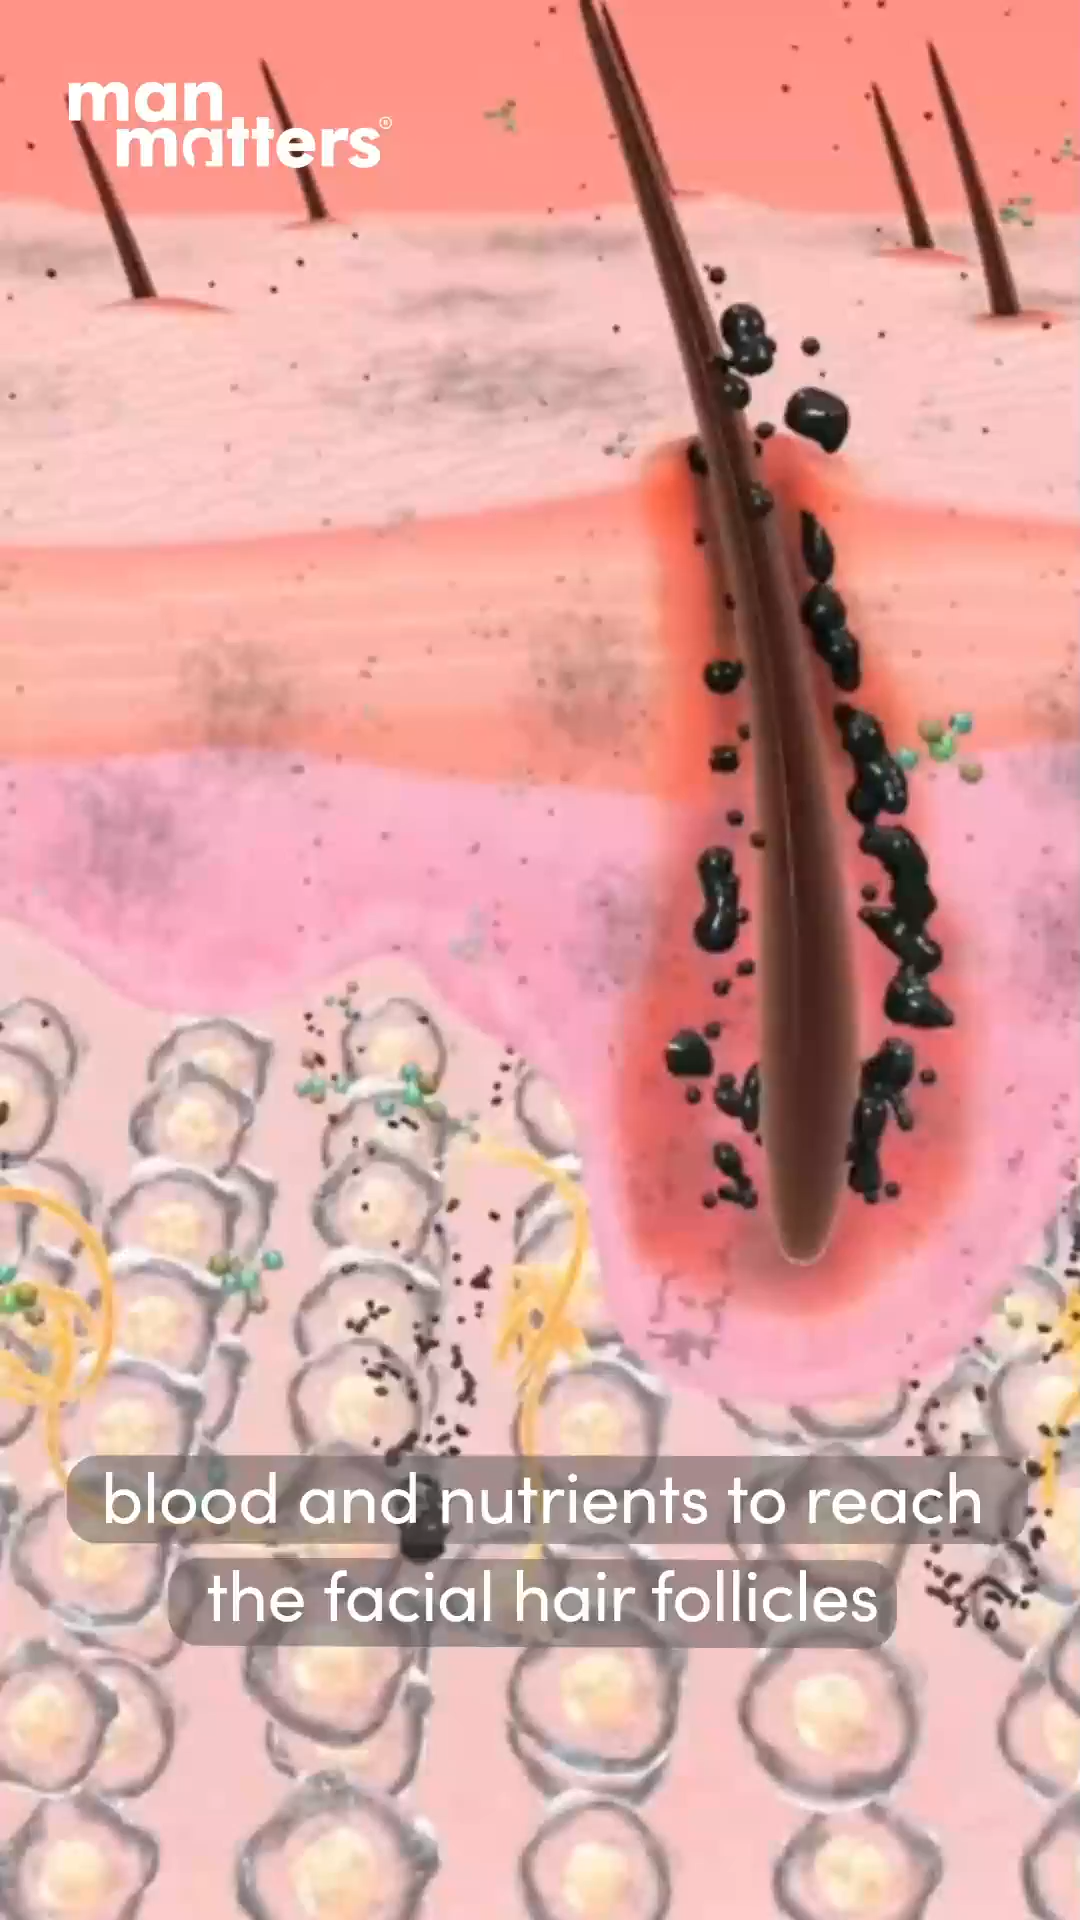 man
matters®
blood and nutrients to reach
the facial hair follicles